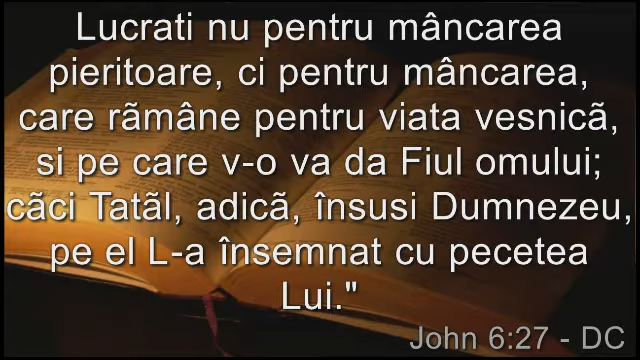 Lucrati nu pentru mâncarea
pieritoare, ci pentru mâncarea,
care rãmâne pentru viata vesnicã,
si pe care v-o va da Fiul omului;
cãci Tatãl, adicã, însusi Dumnezeu,
pe el L-a însemnat cu pecetea
Lui."
John 6:27 - DC